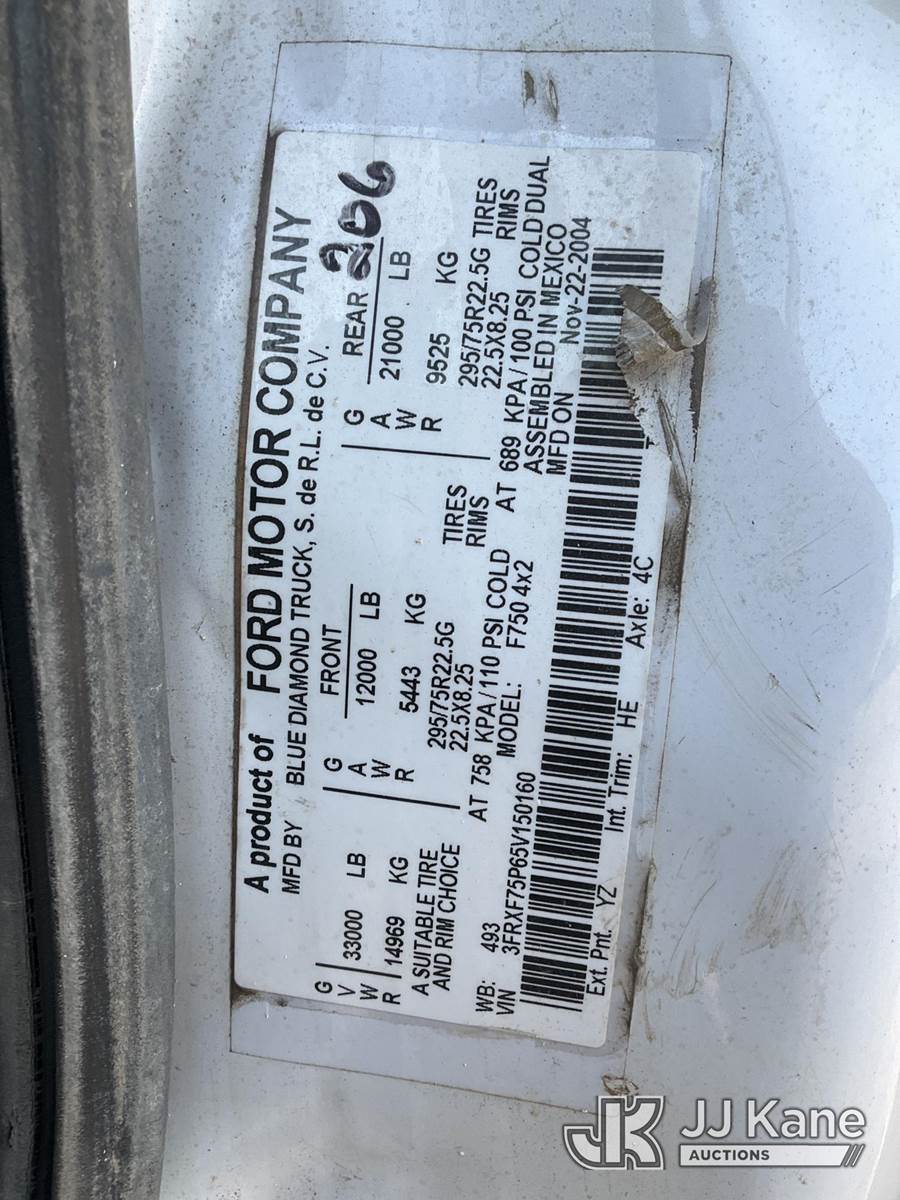 A product of FORD MOTOR COMPANY
MFD BY BLUE DIAMOND TRUCK, S. de R.L. de C.V.
206
GVWR
33000 LB
14969 KG
A SUITABLE TIRE
AND RIM CHOICE
GAWR
FRONT
12000 LB
5443 KG
295/75R22.5G TIRES
22.5X8.25 RIMS
AT 758 KPA/110 PSI COLD
GAWR
REAR
21000 LB
9525 KG
295/75R22.5G TIRES
22.5X8.25 RIMS
AT 689 KPA/100 PSI COLD DUAL
WB: 493 MODEL: F750 4x2
ASSEMBLED IN MEXICO
VIN 3FRXF75P65V150160
MFD ON Nov-22-2004
Ext. Pnt. YZ Int. Trim: HE Axle: 4C
JK JJ Kane
AUCTIONS